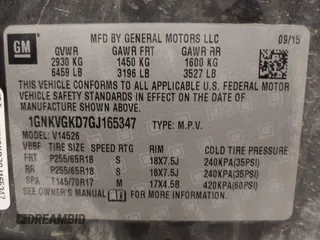 GM
MFD BY GENERAL MOTORS LLC
09/15
GVWR GAWR FRT GAWR RR
2930 KG 1450 KG 1600 KG
6459 LB 3196 LB 3527 LB
THIS VEHICLE CONFORMS TO ALL APPLICABLE U.S. FEDERAL MOTOR
VEHICLE SAFETY STANDARDS IN EFFECT ON THE DATE OF
MANUFACTURE SHOWN ABOVE.
1GNKVGKD7GJ165347 TYPE: M.P.V.
MODEL: V14526
VBBF TIRE SIZE SPEED RTG RIM COLD TIRE PRESSURE
FRT P255/65R18 S 18X7.5J 240KPA(35PSI)
RR P255/65R18 S 18X7.5J 240KPA(35PSI)
SPA T145/70R17 M 17X4.5B 420KPA(60PSI)
SEE OWNER'S MANUAL FOR ADDITIONAL INFORMATION.
DREAMBID